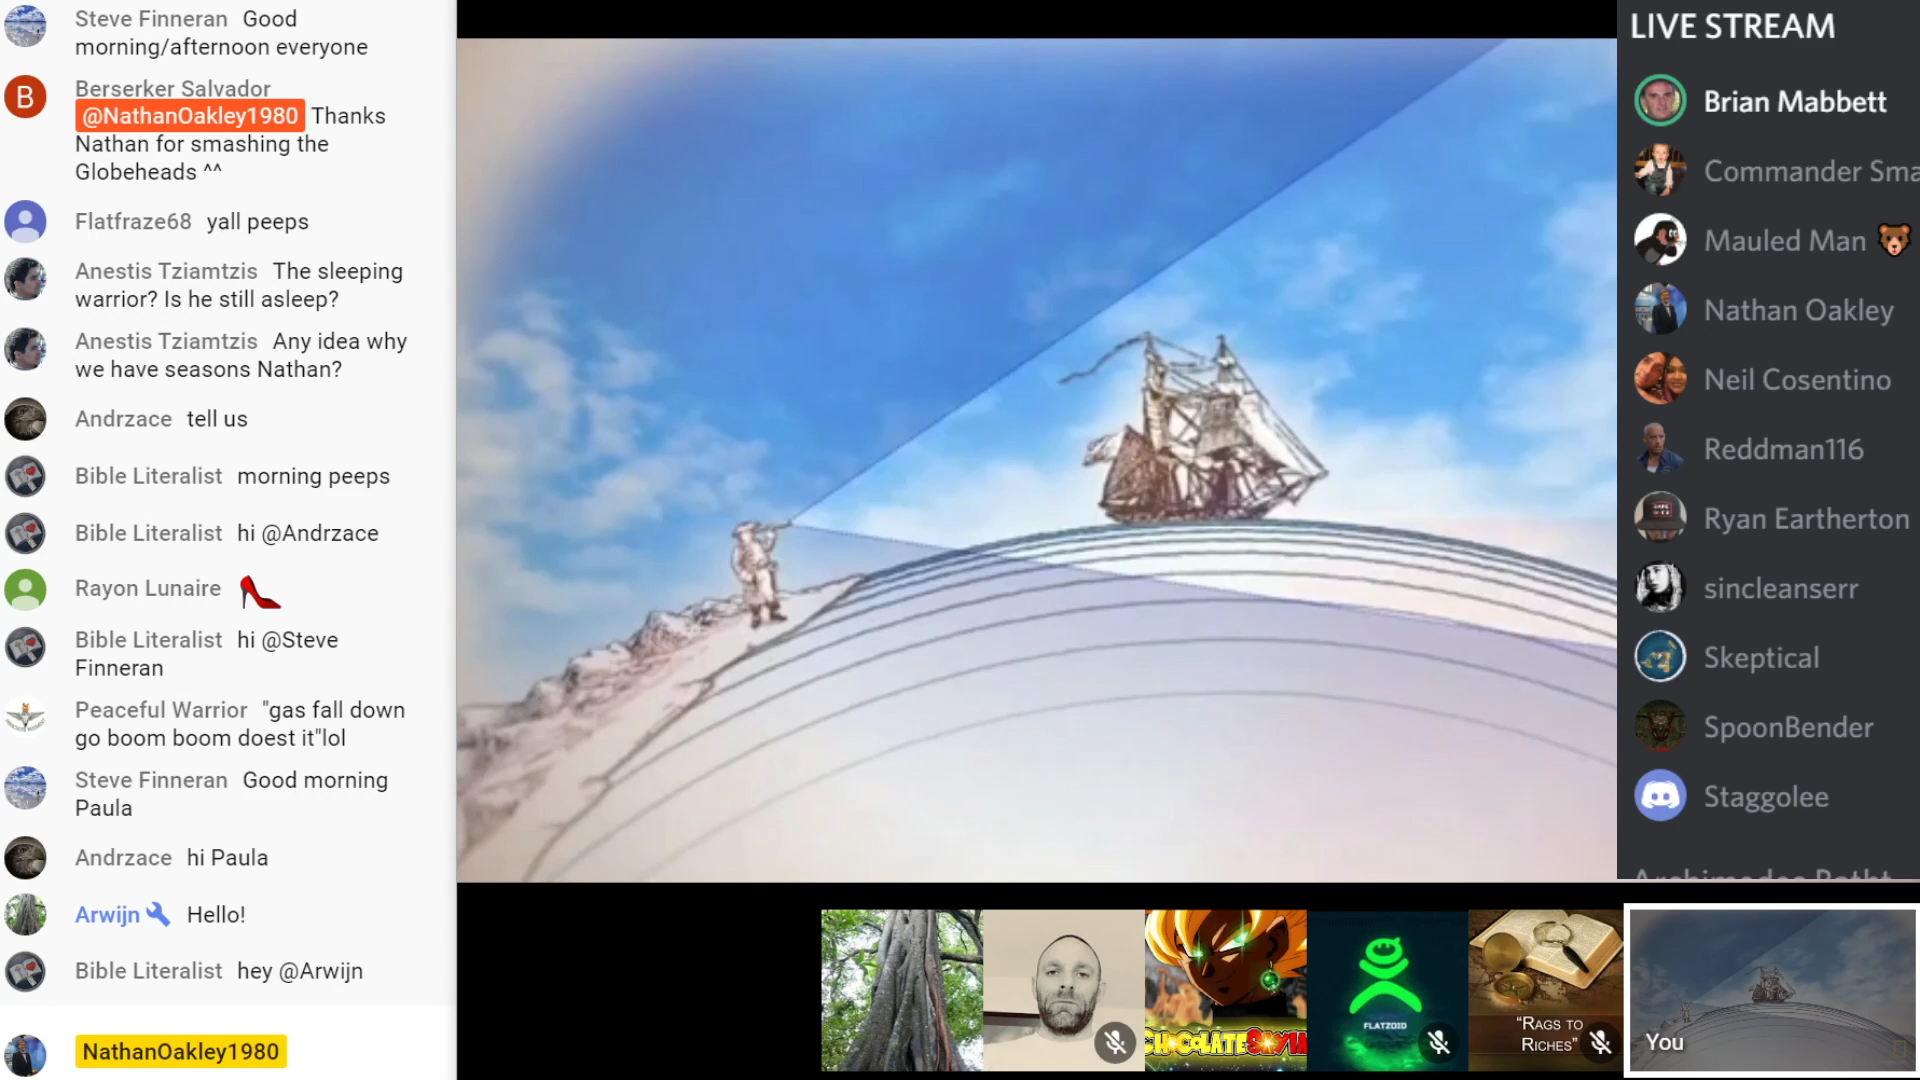 Steve Finneran Good
morning/afternoon everyone
B
Berserker Salvador
@NathanOakley1980 Thanks
Nathan for smashing the
Globeheads ^^
Flatfraze68 yall peeps
Anestis Tziamtzis The sleeping
warrior? Is he still asleep?
Anestis Tziamtzis Any idea why
we have seasons Nathan?
Andrzace tell us
Bible Literalist morning peeps
Bible Literalist hi @Andrzace
Rayon Lunaire 👠
Bible Literalist hi @Steve
Finneran
Peaceful Warrior "gas fall down
go boom boom doest it"lol
Steve Finneran Good morning
Paula
Andrzace hi Paula
Arwijn Hello!
Bible Literalist hey @Arwijn
NathanOakley1980
LIVE STREAM
Brian Mabbett
Commander Sma
Mauled Man 🐻
Nathan Oakley
Neil Cosentino
Reddman116
Ryan Eartherton
sincleanserr
Skeptical
SpoonBender
Staggolee
CHOCOLATE SAYIA
FLATZOID
"RAGS TO
RICHES"
You